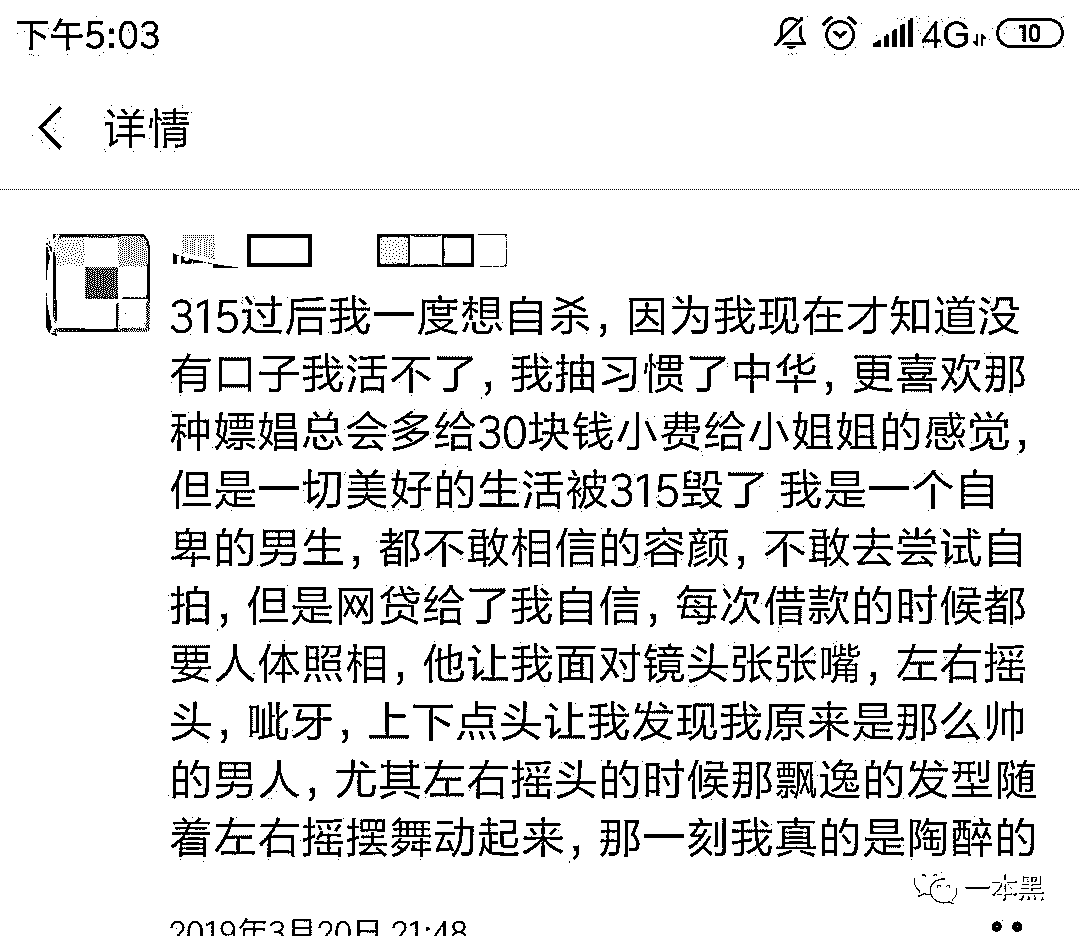 下午5:03
4G
10
详情
315过后我一度想自杀，因为我现在才知道没
有口子我活不了，我抽习惯了中华，更喜欢那
种嫖娼总会多给30块钱小费给小姐姐的感觉，
但是一切美好的生活被315毁了 我是一个自
卑的男生，都不敢相信的容颜，不敢去尝试自
拍，但是网贷给了我自信，每次借款的时候都
要人体照相，他让我面对镜头张张嘴，左右摇
头，呲牙，上下点头让我发现我原来是那么帅
的男人，尤其左右摇头的时候那飘逸的发型随
着左右摇摆舞动起来，那一刻我真的是陶醉的
一本黑
2019年3月20日 21:48